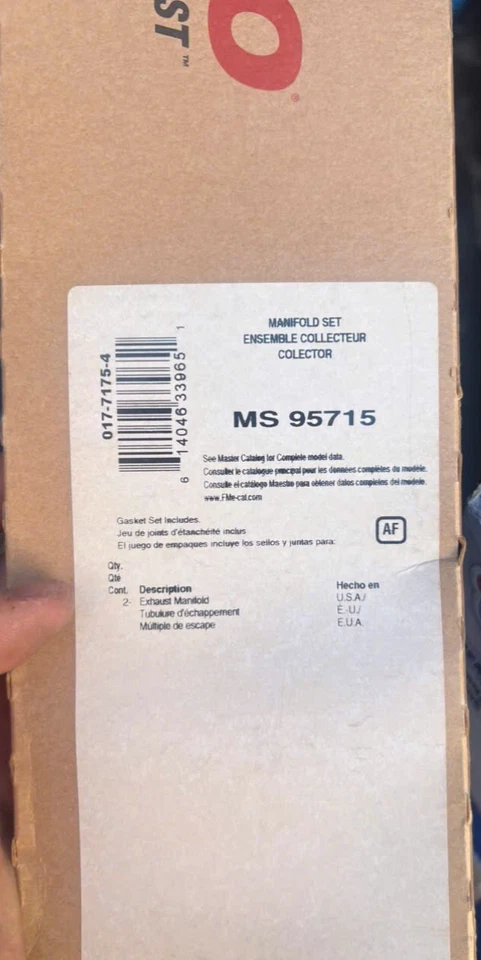 O®
ST™
MANIFOLD SET
ENSEMBLE COLLECTEUR
COLECTOR
017-7175-4
6 14046 33965 1
MS 95715
See Master Catalog for Complete model data.
Consulter le catalogue principal pour les données complètes du modèle.
Consulte el catálogo Maestro para obtener datos completos del modelo.
www.FMe-cat.com
Gasket Set Includes.
Jeu de joints d'étanchéité inclus
El juego de empaques incluye los sellos y juntas para:
AF
Qty.
Qté
Cont. Description Hecho en
2- Exhaust Manifold U.S.A./
Tubulure d'échappement É.-U./
Múltiple de escape E.U.A.